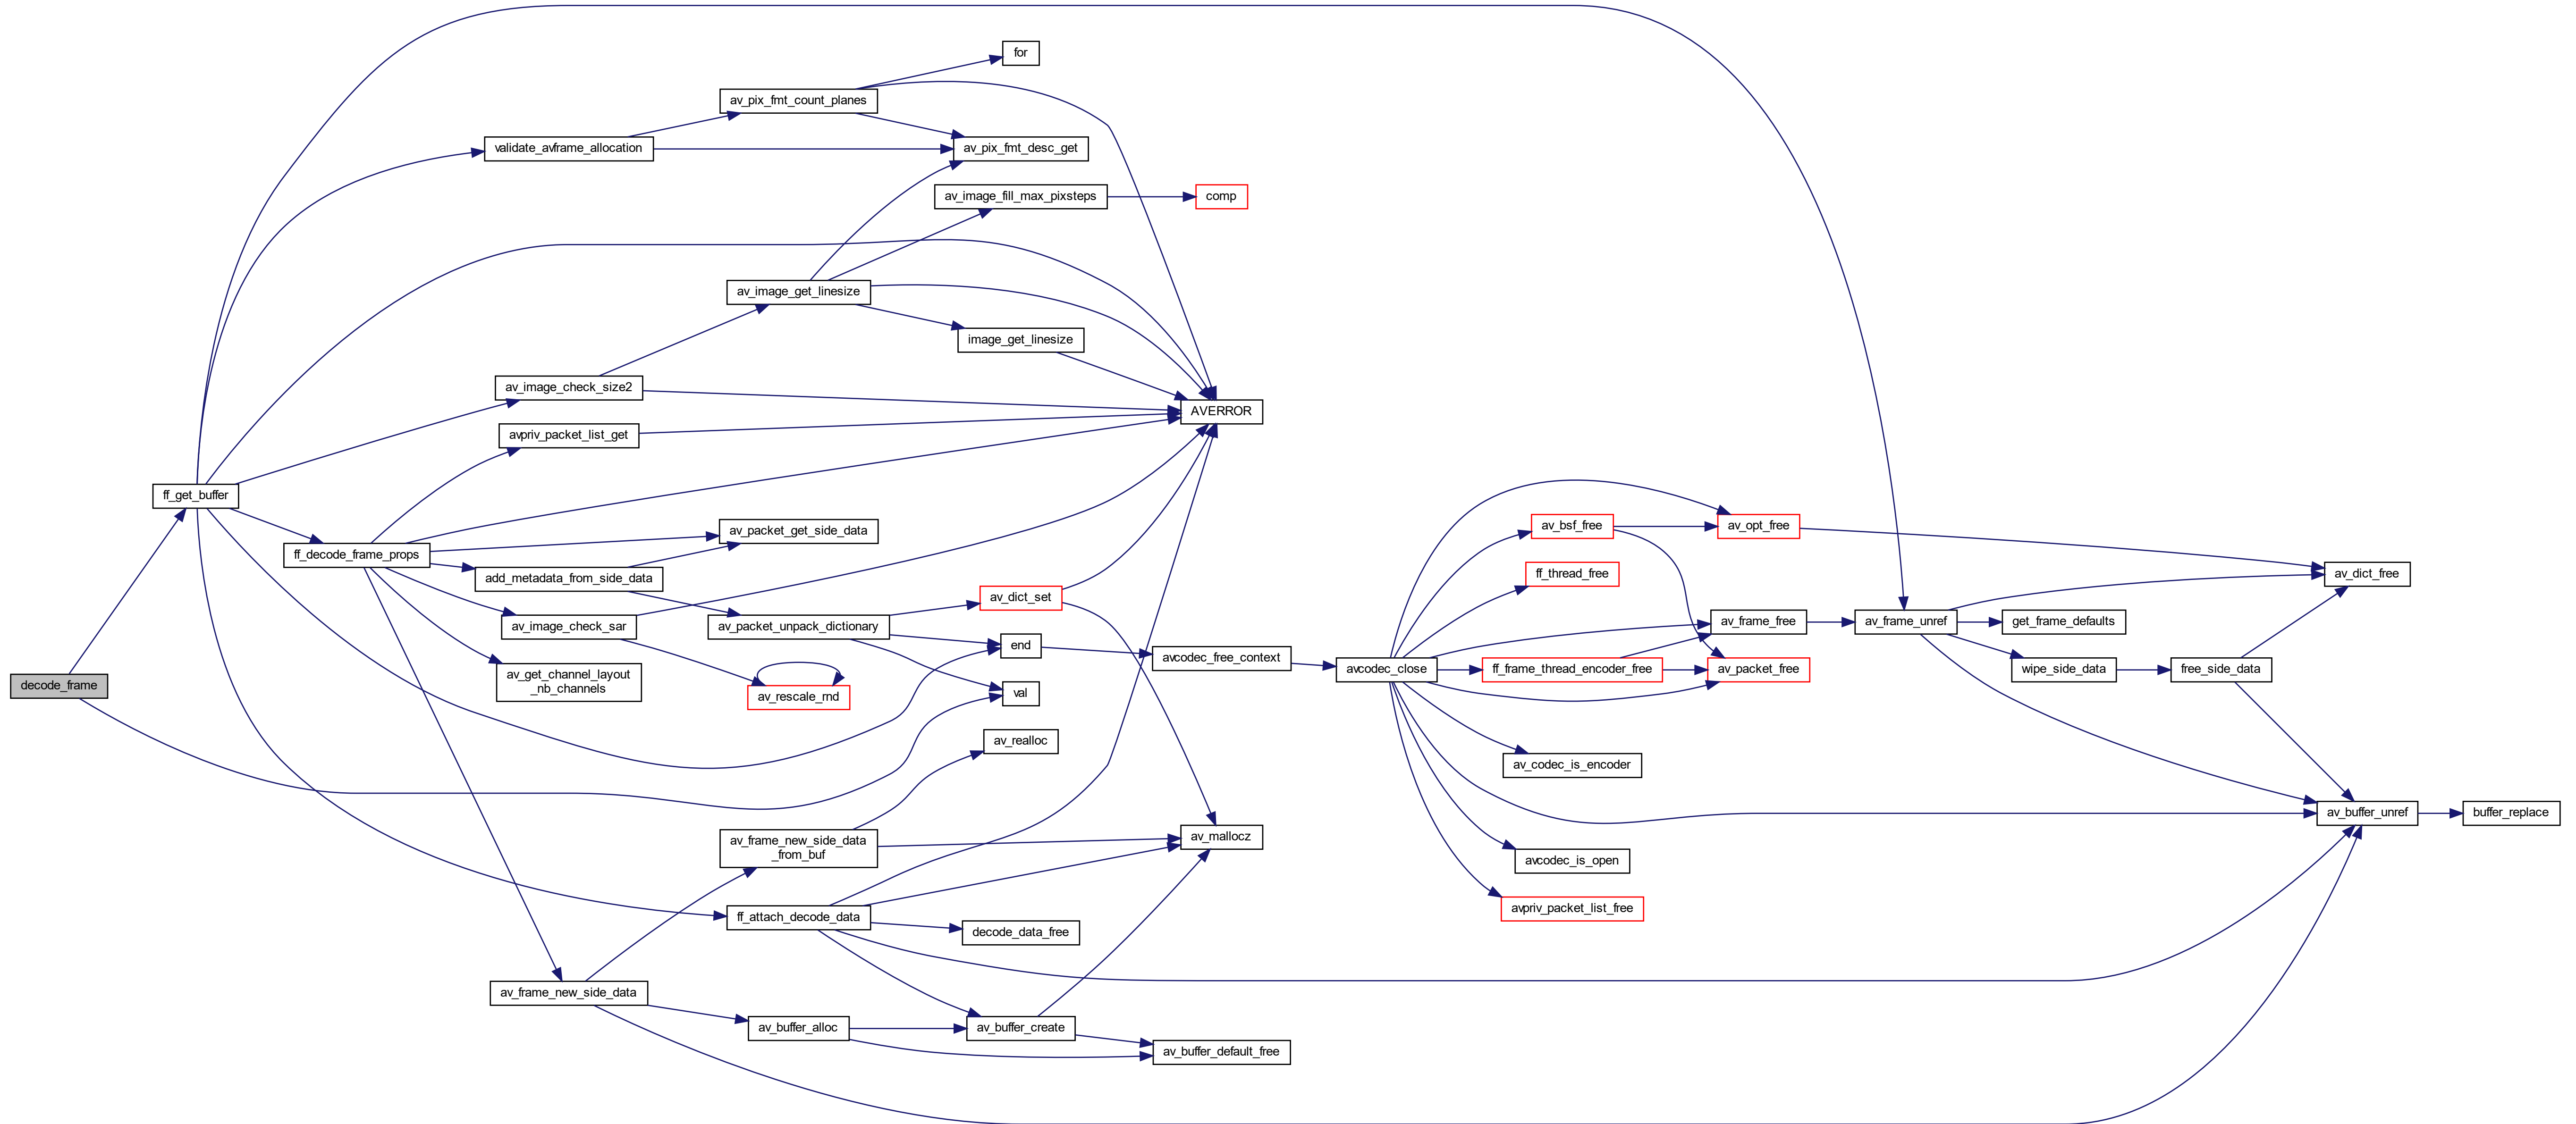 for
av_pix_fmt_count_planes
validate_avframe_allocation
av_pix_fmt_desc_get
av_image_fill_max_pixsteps
comp
av_image_get_linesize
image_get_linesize
av_image_check_size2
AVERROR
avpriv_packet_list_get
ff_get_buffer
av_packet_get_side_data
av_bsf_free
av_opt_free
ff_decode_frame_props
add_metadata_from_side_data
ff_thread_free
av_dict_free
av_dict_set
av_image_check_sar
av_packet_unpack_dictionary
av_frame_free
av_frame_unref
get_frame_defaults
end
avcodec_free_context
avcodec_close
ff_frame_thread_encoder_free
av_packet_free
wipe_side_data
free_side_data
decode_frame
av_get_channel_layout
_nb_channels
av_rescale_rnd
val
av_realloc
av_codec_is_encoder
av_frame_new_side_data
_from_buf
av_mallocz
av_buffer_unref
buffer_replace
avcodec_is_open
avpriv_packet_list_free
ff_attach_decode_data
decode_data_free
av_frame_new_side_data
av_buffer_alloc
av_buffer_create
av_buffer_default_free